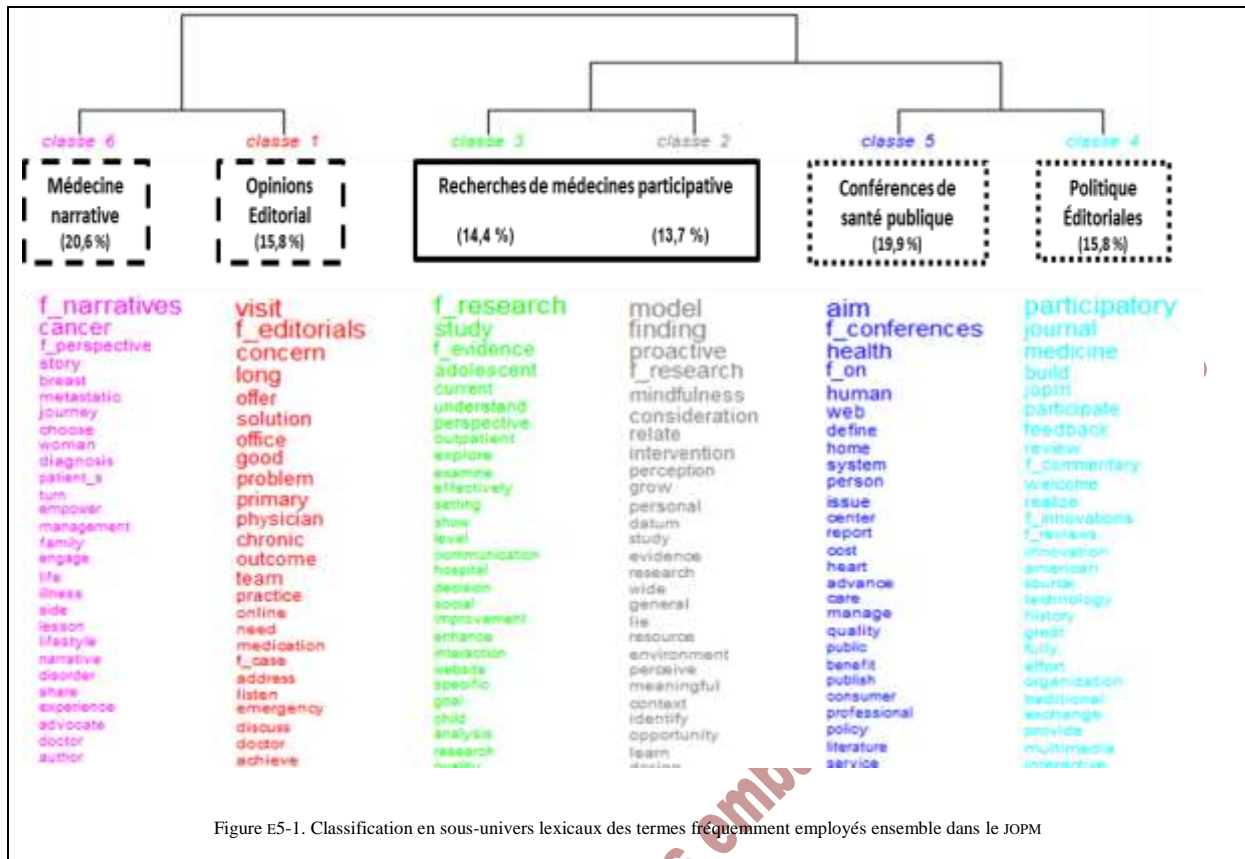 classe 6
classe 1
classe 3
classe 2
classe 5
classe 4
Médecine
narrative
(20,6 %)
Opinions
Editorial
(15,8 %)
Recherches de médecines participative
(14,4 %)
(13,7 %)
Conférences de
santé publique
(19,9 %)
Politique
Éditoriales
(15,8 %)
f_narratives
cancer
f_perspective
story
breast
metastatic
journey
choose
woman
diagnosis
patient_s
turn
empower
management
family
engage
life
illness
side
lesson
lifestyle
narrative
disorder
share
experience
advocate
doctor
author
visit
f_editorials
concern
long
offer
solution
office
good
problem
primary
physician
chronic
outcome
team
practice
online
need
medication
f_case
address
listen
emergency
discuss
doctor
achieve
f_research
study
f_evidence
adolescent
current
understand
perspective
outpatient
explore
examine
effectively
setting
show
level
communication
hospital
decision
social
improvement
enhance
interaction
website
specific
goal
child
analysis
research
quality
model
finding
proactive
f_research
mindfulness
consideration
relate
intervention
perception
grow
personal
datum
study
evidence
research
wide
general
lie
resource
environment
perceive
meaningful
context
identify
opportunity
learn
design
aim
f_conferences
health
f_on
human
web
define
home
system
person
issue
center
report
cost
heart
advance
care
manage
quality
public
benefit
publish
consumer
professional
policy
literature
service
participatory
journal
medicine
build
jopm
participate
feedback
review
f_commentary
welcome
realize
f_innovations
f_reviews
innovation
american
source
technology
history
great
fully
effort
organization
traditional
exchange
provide
multimedia
interactive
Figure E5-1. Classification en sous-univers lexicaux des termes fréquemment employés ensemble dans le JOPM